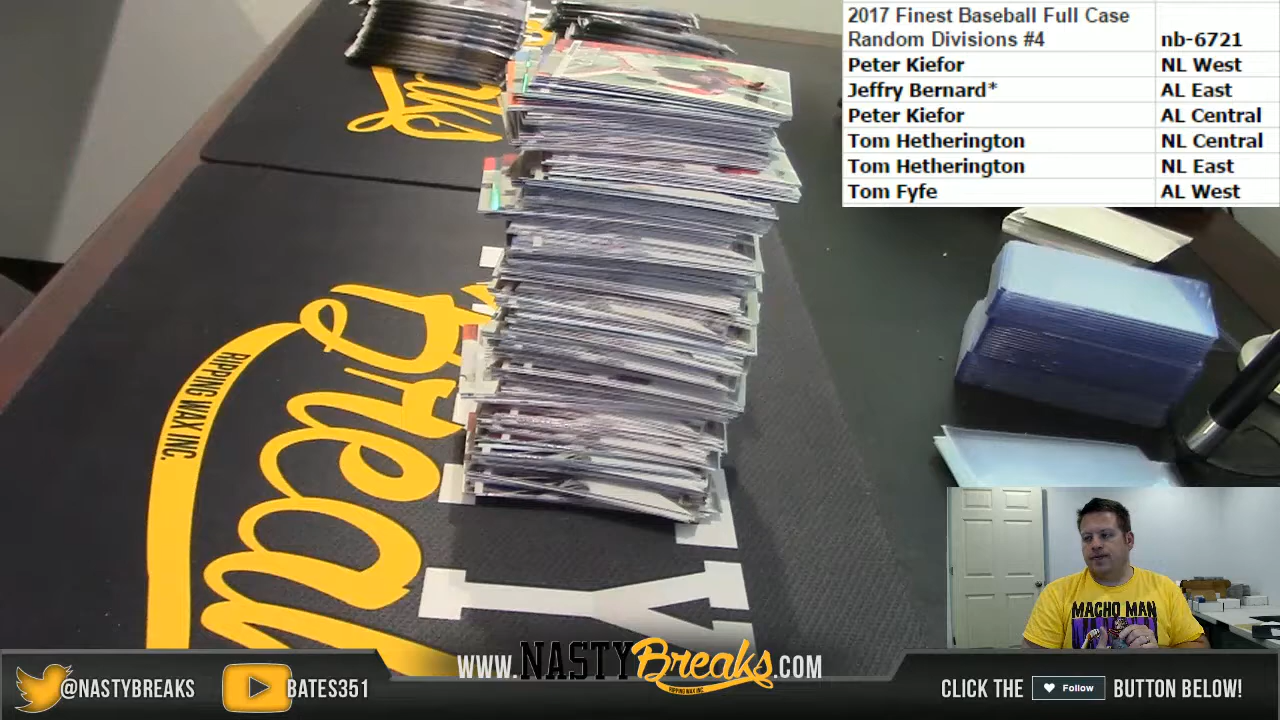 2017 Finest Baseball Full Case
Random Divisions #4 nb-6721
Peter Kiefor NL West
Jeffry Bernard* AL East
Peter Kiefor AL Central
Tom Hetherington NL Central
Tom Hetherington NL East
Tom Fyfe AL West
RIPPING WAX INC.
Y
MACHO MAN
@NASTYBREAKS
BATES351
WWW.NASTYBreaks.COM
RIPPING WAX INC.
CLICK THE Follow BUTTON BELOW!